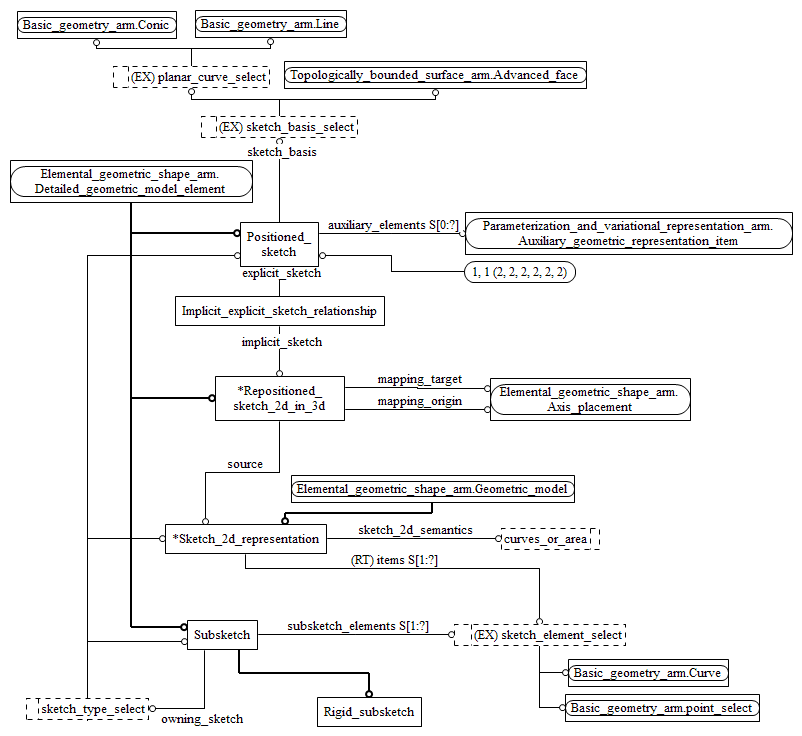 Basic_geometry_arm.Conic
Basic_geometry_arm.Line
(EX) planar_curve_select
Topologically_bounded_surface_arm.Advanced_face
(EX) sketch_basis_select
sketch_basis
Elemental_geometric_shape_arm.
Detailed_geometric_model_element
Positioned_
sketch
auxiliary_elements S[0:?]
Parameterization_and_variational_representation_arm.
Auxiliary_geometric_representation_item
explicit_sketch
1, 1 (2, 2, 2, 2, 2, 2)
Implicit_explicit_sketch_relationship
implicit_sketch
*Repositioned_
sketch_2d_in_3d
mapping_target
mapping_origin
Elemental_geometric_shape_arm.
Axis_placement
source
Elemental_geometric_shape_arm.Geometric_model
*Sketch_2d_representation
sketch_2d_semantics
curves_or_area
(RT) items S[1:?]
Subsketch
subsketch_elements S[1:?]
(EX) sketch_element_select
Basic_geometry_arm.Curve
sketch_type_select
owning_sketch
Rigid_subsketch
Basic_geometry_arm.point_select